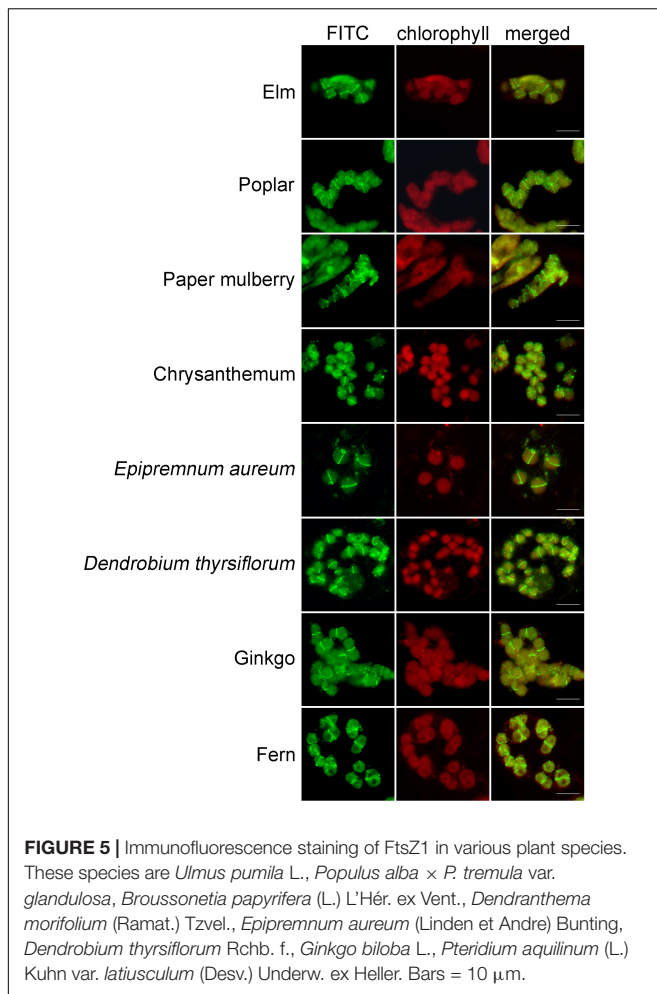 FITC chlorophyll merged
Elm
Poplar
Paper mulberry
Chrysanthemum
Epipremnum aureum
Dendrobium thyrsiflorum
Ginkgo
Fern
FIGURE 5 | Immunofluorescence staining of FtsZ1 in various plant species.
These species are Ulmus pumila L., Populus alba × P. tremula var.
glandulosa, Broussonetia papyrifera (L.) L'Hér. ex Vent., Dendranthema
morifolium (Ramat.) Tzvel., Epipremnum aureum (Linden et Andre) Bunting,
Dendrobium thyrsiflorum Rchb. f., Ginkgo biloba L., Pteridium aquilinum (L.)
Kuhn var. latiusculum (Desv.) Underw. ex Heller. Bars = 10 μm.